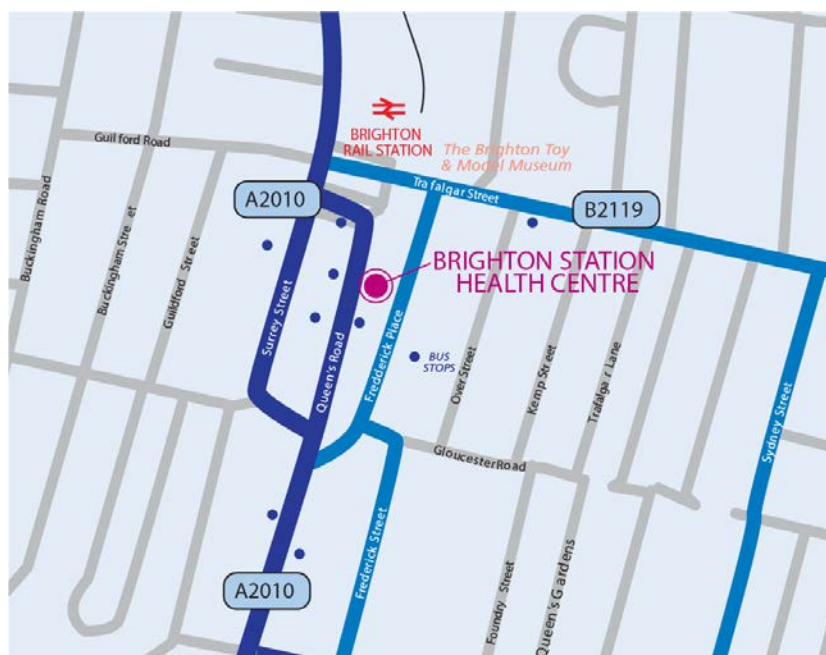 BRIGHTON
RAIL STATION
The Brighton Toy
& Model Museum
Guilford Road
Trafalgar Street
A2010
B2119
Buckingham Road
Buckingham Street
Guildford Street
Surrey Street
Queen's Road
Fredderick Place
BRIGHTON STATION
HEALTH CENTRE
BUS
STOPS
Over Street
Kemp Street
Trafalgar Lane
Sydney Street
Gloucester Road
Frederick Street
Foundry Street
Queen's Gardens
A2010